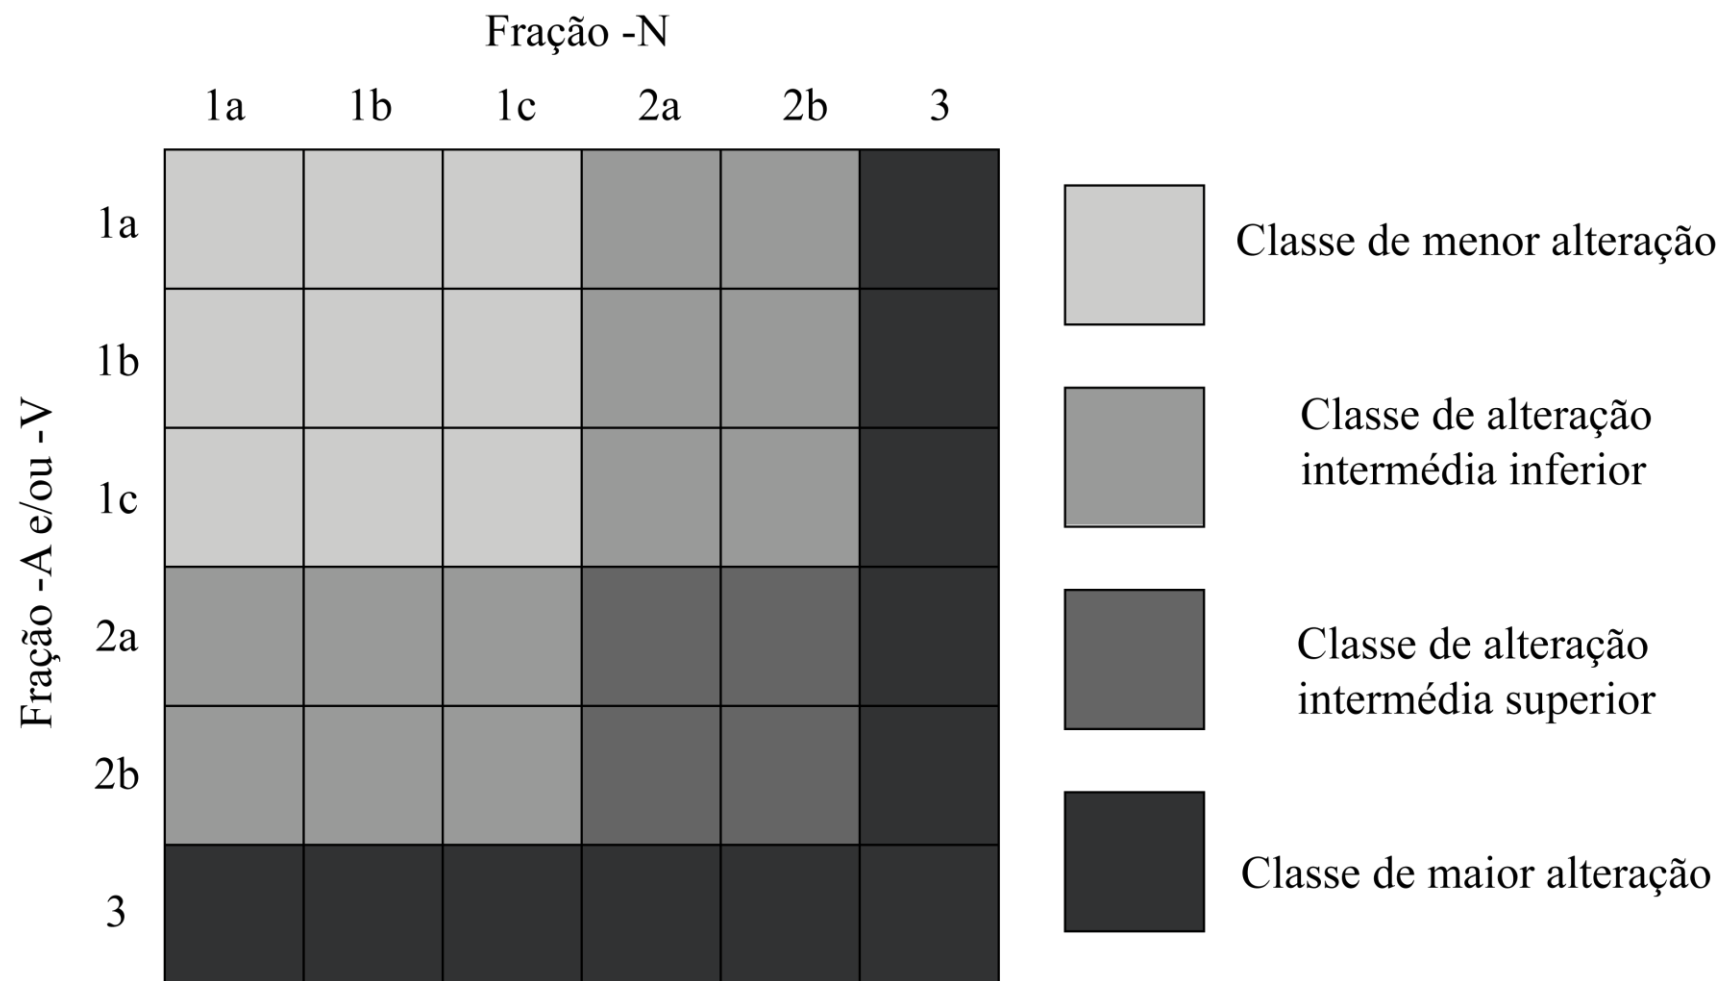 Fração -N
1a 1b 1c 2a 2b 3
1a
1b
1c
2a
2b
3
Fração -A e/ou -V
Classe de menor alteração
Classe de alteração
intermédia inferior
Classe de alteração
intermédia superior
Classe de maior alteração